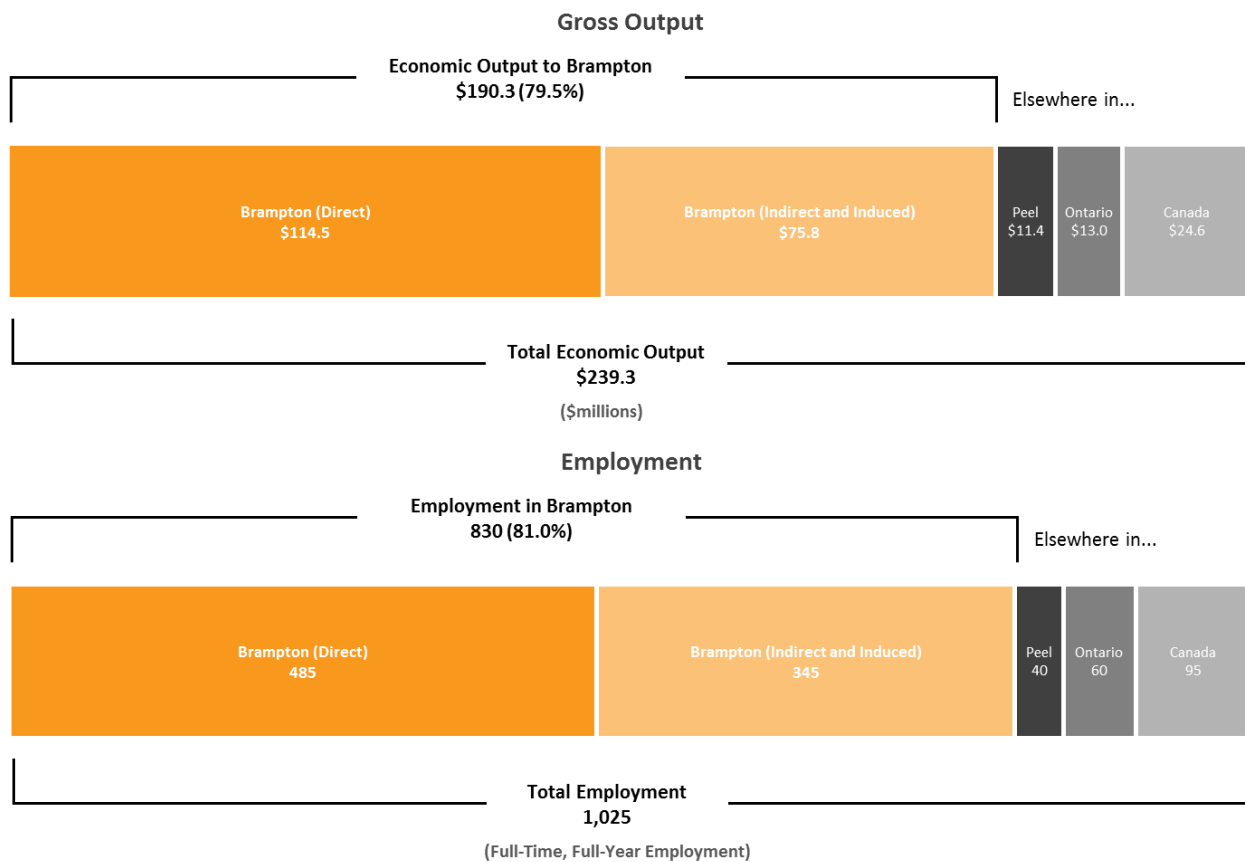 Gross Output
Economic Output to Brampton
$190.3 (79.5%)
Elsewhere in...
Brampton (Direct)
$114.5
Brampton (Indirect and Induced)
$75.8
Peel
$11.4
Ontario
$13.0
Canada
$24.6
Total Economic Output
$239.3
($millions)
Employment
Employment in Brampton
830 (81.0%)
Elsewhere in...
Brampton (Direct)
485
Brampton (Indirect and Induced)
345
Peel
40
Ontario
60
Canada
95
Total Employment
1,025
(Full-Time, Full-Year Employment)